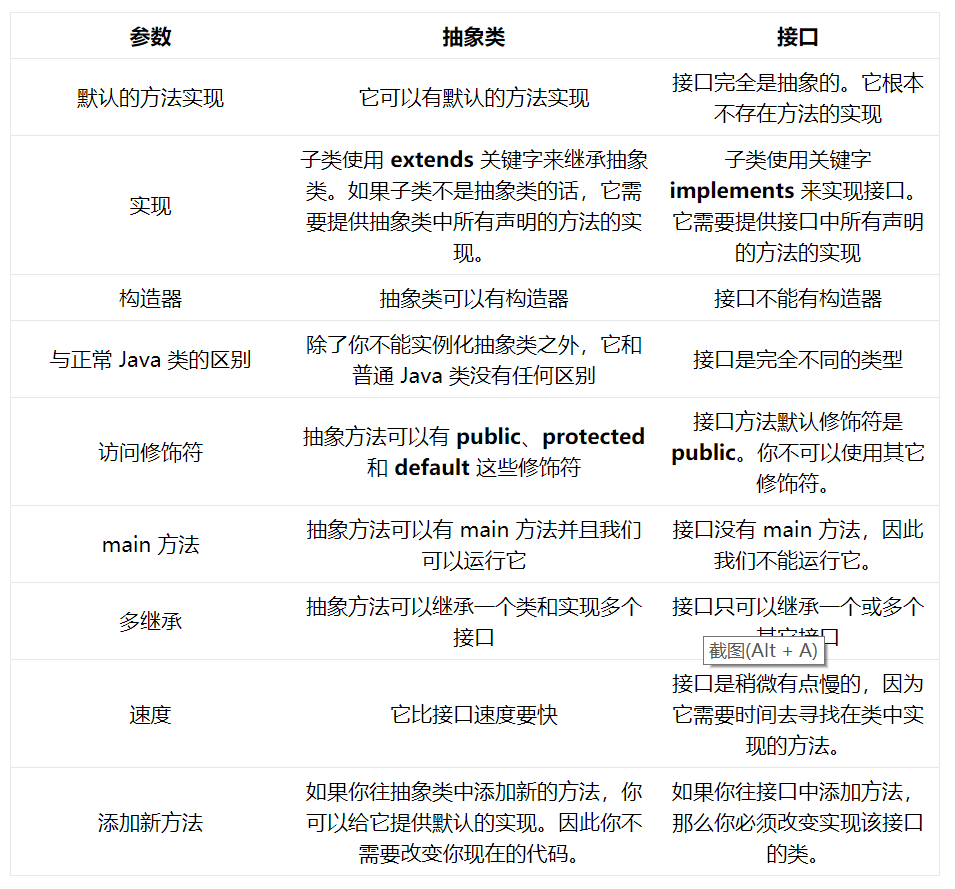 参数
抽象类
接口
默认的方法实现
它可以有默认的方法实现
接口完全是抽象的。它根本
不存在方法的实现
实现
子类使用 extends 关键字来继承抽象
类。如果子类不是抽象类的话，它需
要提供抽象类中所有声明的方法的实
现。
子类使用关键字
implements 来实现接口。
它需要提供接口中所有声明
的方法的实现
构造器
抽象类可以有构造器
接口不能有构造器
与正常 Java 类的区别
除了你不能实例化抽象类之外，它和
普通 Java 类没有任何区别
接口是完全不同的类型
访问修饰符
抽象方法可以有 public、protected
和 default 这些修饰符
接口方法默认修饰符是
public。你不可以使用其它
修饰符。
main 方法
抽象方法可以有 main 方法并且我们
可以运行它
接口没有 main 方法，因此
我们不能运行它。
多继承
抽象方法可以继承一个类和实现多个
接口
接口只可以继承一个或多个
其它接口
截图(Alt + A)
速度
它比接口速度要快
接口是稍微有点慢的，因为
它需要时间去寻找在类中实
现的方法。
添加新方法
如果你往抽象类中添加新的方法，你
可以给它提供默认的实现。因此你不
需要改变你现在的代码。
如果你往接口中添加方法，
那么你必须改变实现该接口
的类。